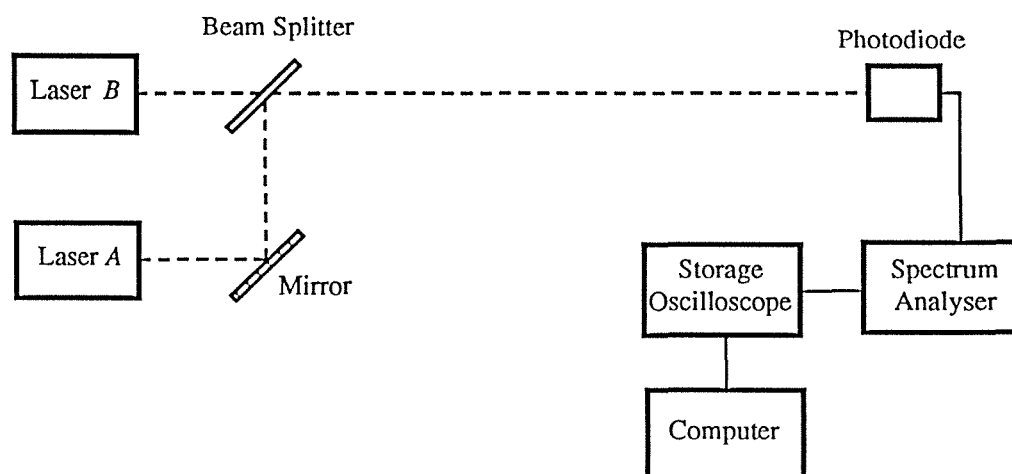 Beam Splitter
Photodiode
Laser B
Laser A
Mirror
Storage
Oscilloscope
Spectrum
Analyser
Computer